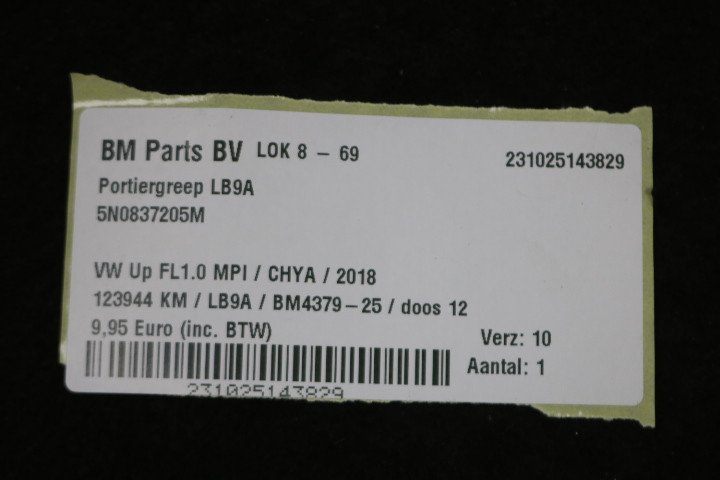 BM Parts BV LOK 8 - 69 231025143829
Portiergreep LB9A
5N0837205M
VW Up FL1.0 MPI / CHYA / 2018
123944 KM / LB9A / BM4379-25 / doos 12
9,95 Euro (inc. BTW) Verz: 10
Aantal: 1
231025143829